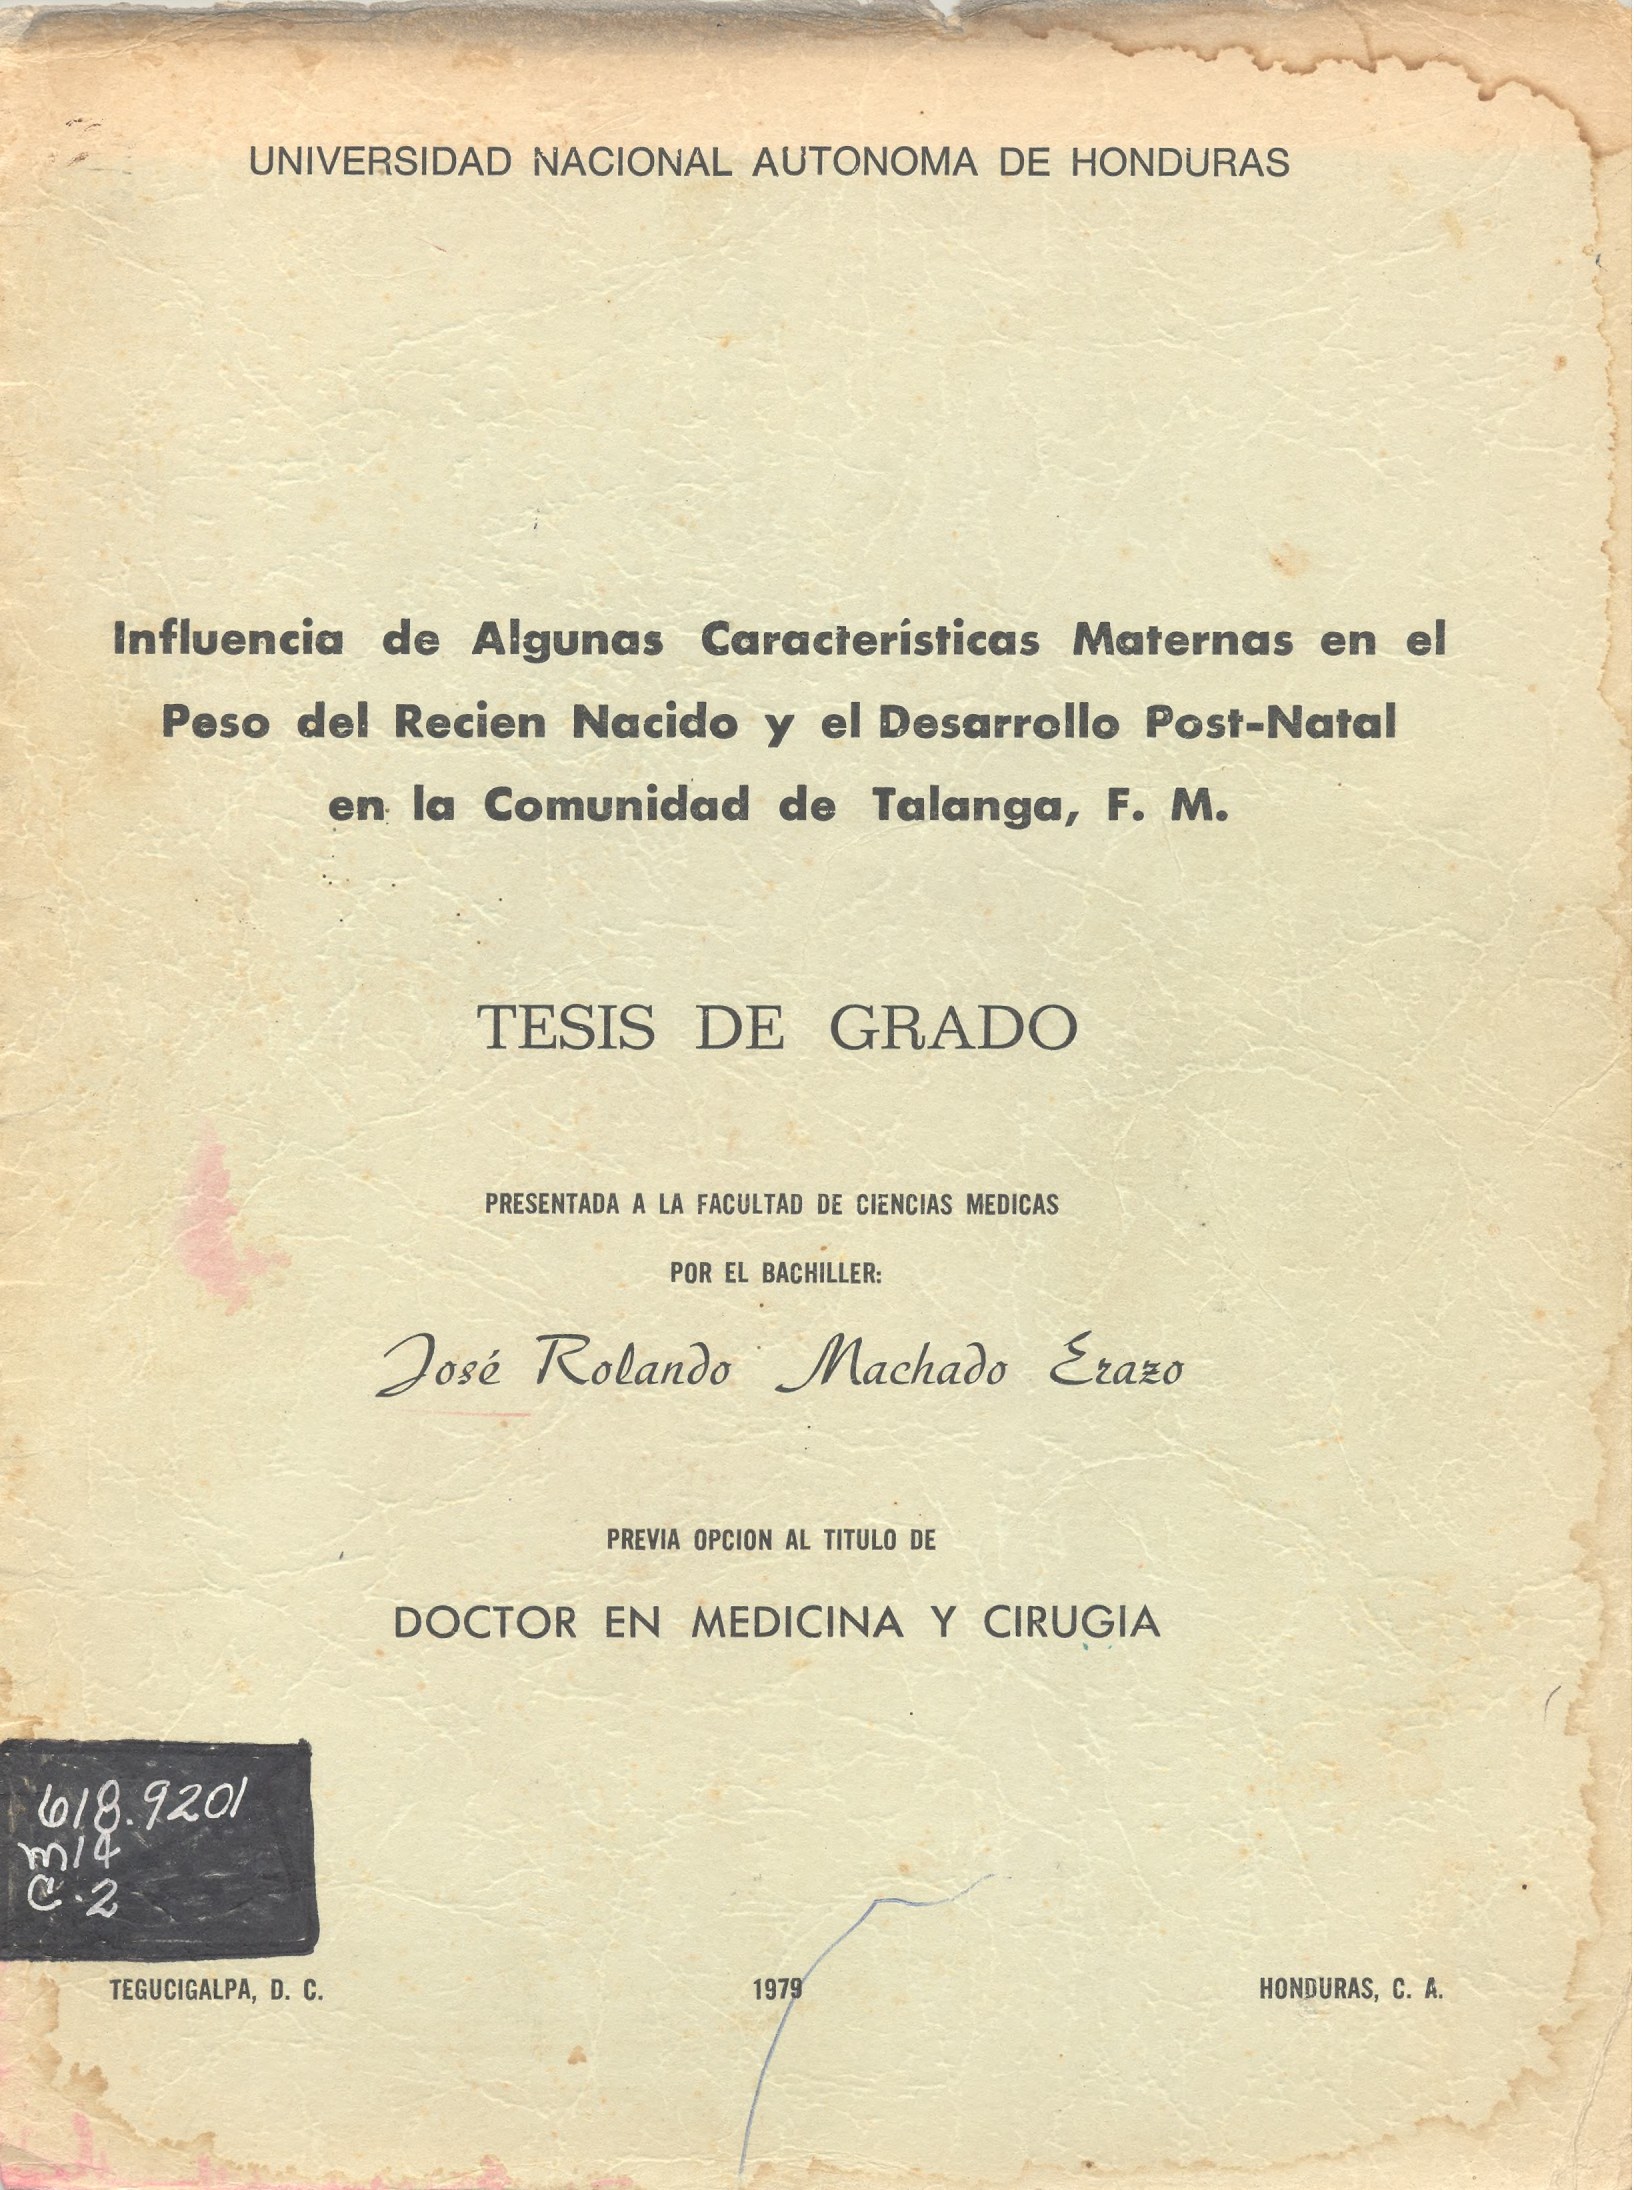 UNIVERSIDAD NACIONAL AUTONOMA DE HONDURAS
Influencia de Algunas Características Maternas en el
Peso del Recien Nacido y el Desarrollo Post-Natal
en la Comunidad de Talanga, F. M.
TESIS DE GRADO
PRESENTADA A LA FACULTAD DE CIENCIAS MEDICAS
POR EL BACHILLER:
José Rolando Machado Erazo
PREVIA OPCION AL TITULO DE
DOCTOR EN MEDICINA Y CIRUGIA
618.9201
M14
C.2
TEGUCIGALPA, D. C. 1979 HONDURAS, C. A.